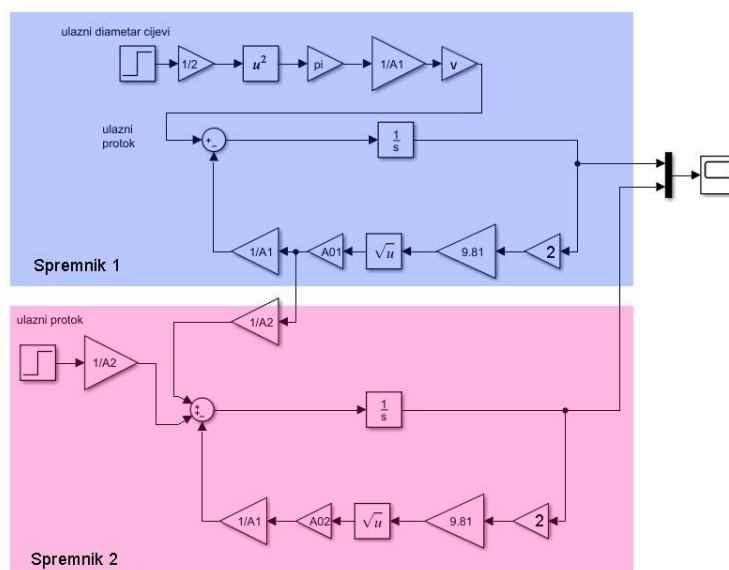 ulazni diametar cijevi
1/2
u²
pi
1/A1
v
ulazni
protok
+
−
1
s
1/A1
A01
√u
9.81
2
Spremnik 1
1/A2
ulazni protok
1/A2
+
+
−
1
s
1/A1
A02
√u
9.81
2
Spremnik 2